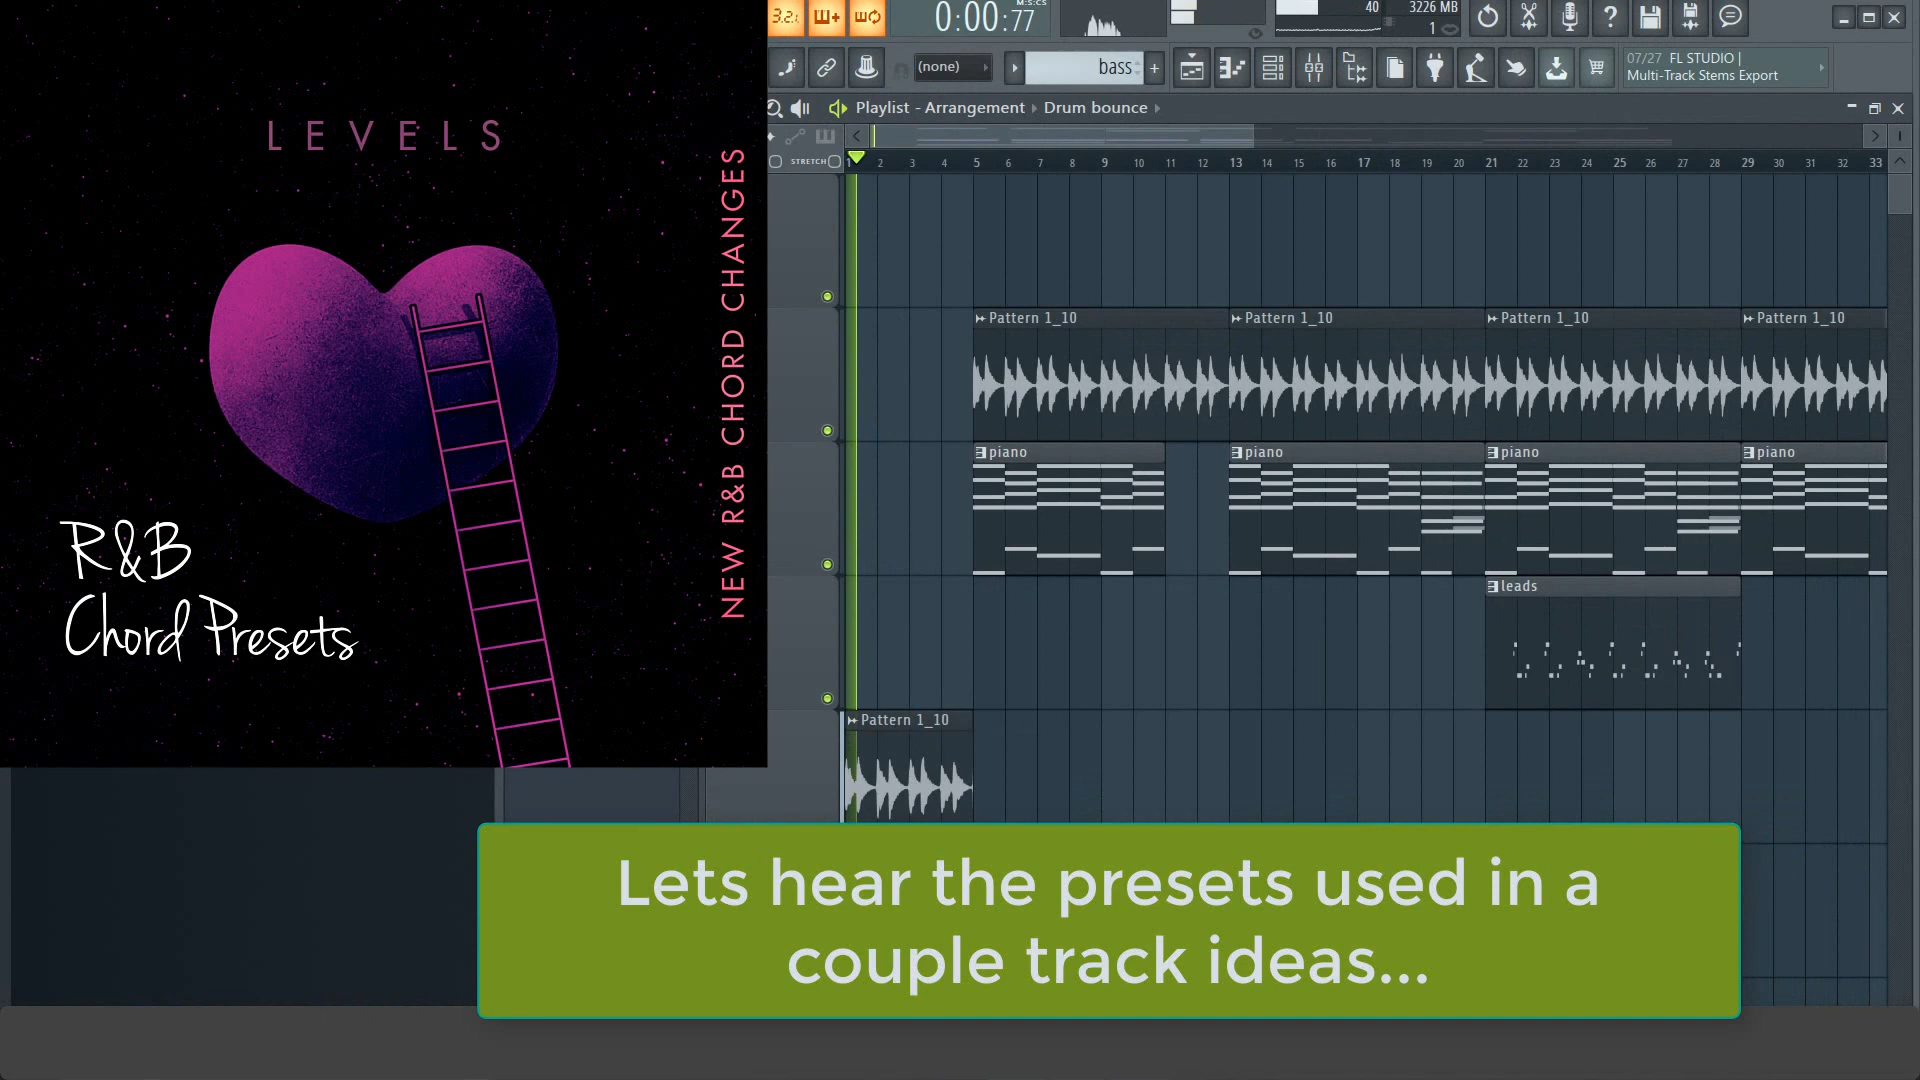 LEVELS
NEW R&B CHORD CHANGES
R&B
Chord Presets
3.2.1
0:00:77
M:S:CS
40
3226 MB
1
(none)
bass
07/27 FL STUDIO |
Multi-Track Stems Export
Playlist - Arrangement Drum bounce
STRETCH
1 2 3 4 5 6 7 8 9 10 11 12 13 14 15 16 17 18 19 20 21 22 23 24 25 26 27 28 29 30 31 32 33
Pattern 1_10 Pattern 1_10 Pattern 1_10 Pattern 1_10
piano piano piano piano
leads
Pattern 1_10
Lets hear the presets used in a
couple track ideas...